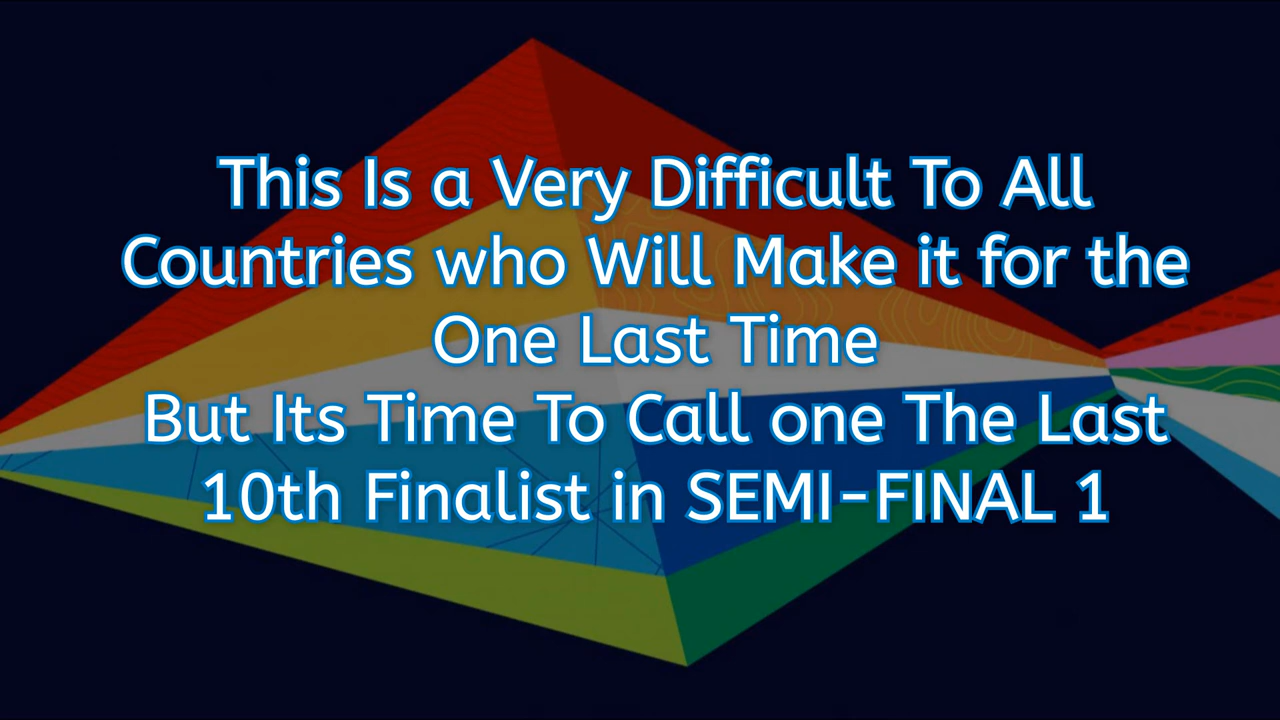 This Is a Very Difficult To All
Countries who Will Make it for the
One Last Time
But Its Time To Call one The Last
10th Finalist in SEMI-FINAL 1